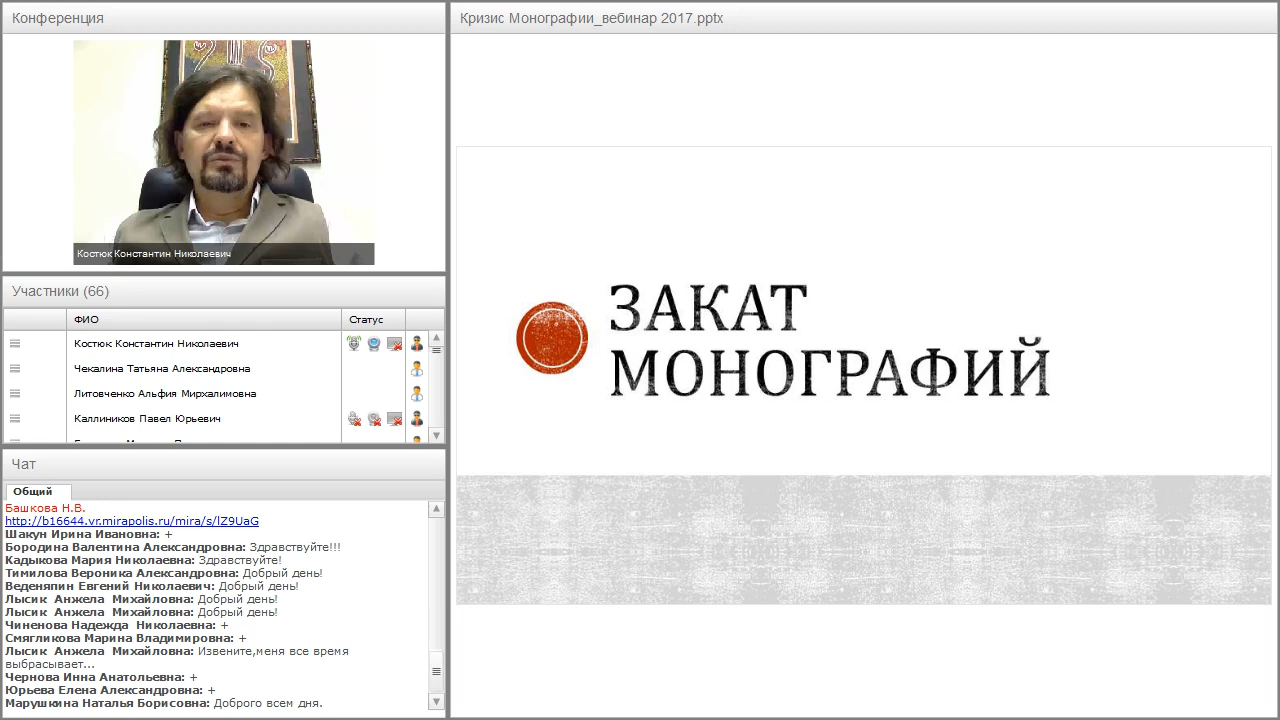 Конференция
Костюк Константин Николаевич
Участники (66)
ФИО Статус
Костюк Константин Николаевич
Чекалина Татьяна Александровна
Литовченко Альфия Мирхалимовна
Каллиников Павел Юрьевич
Чат
Общий
Башкова Н.В.
http://b16644.vr.mirapolis.ru/mira/s/lZ9UaG
Шакун Ирина Ивановна: +
Бородина Валентина Александровна: Здравствуйте!!!
Кадыкова Мария Николаевна: Здравствуйте!
Тимилова Вероника Александровна: Добрый день!
Веденяпин Евгений Николаевич: Добрый день!
Лысик Анжела Михайловна: Добрый день!
Лысик Анжела Михайловна: Добрый день!
Чиненова Надежда Николаевна: +
Смягликова Марина Владимировна: +
Лысик Анжела Михайловна: Извените,меня все время
выбрасывает...
Чернова Инна Анатольевна: +
Юрьева Елена Александровна: +
Марушкина Наталья Борисовна: Доброго всем дня.
Кризис Монографии_вебинар 2017.pptx
ЗАКАТ
МОНОГРАФИЙ